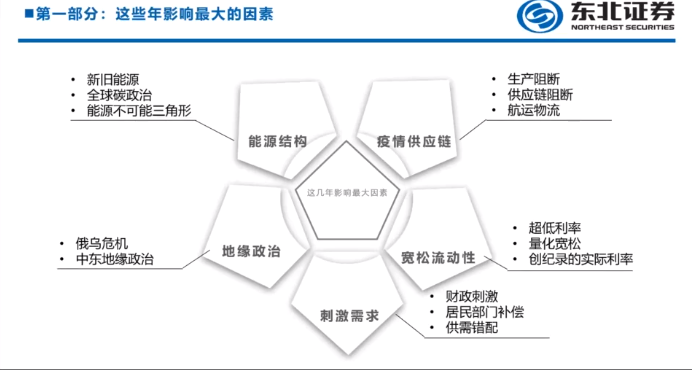 ■第一部分：这些年影响最大的因素
东北证券
NORTHEAST SECURITIES
• 新旧能源
• 全球碳政治
• 能源不可能三角形
• 生产阻断
• 供应链阻断
• 航运物流
能源结构
疫情供应链
这几年影响最大因素
• 俄乌危机
• 中东地缘政治
地缘政治
宽松流动性
• 超低利率
• 量化宽松
• 创纪录的实际利率
刺激需求
• 财政刺激
• 居民部门补偿
• 供需错配